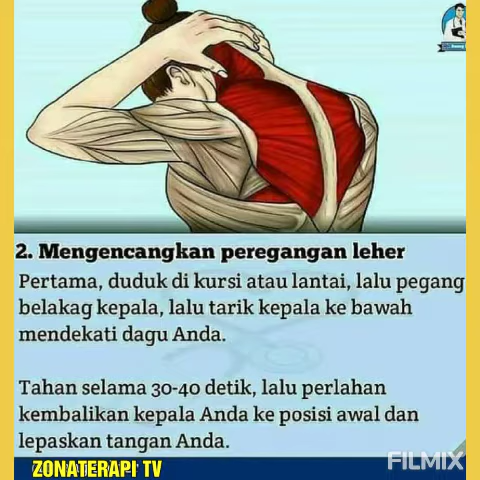 2. Mengencangkan peregangan leher
Pertama, duduk di kursi atau lantai, lalu pegang
belakag kepala, lalu tarik kepala ke bawah
mendekati dagu Anda.
Tahan selama 30-40 detik, lalu perlahan
kembalikan kepala Anda ke posisi awal dan
lepaskan tangan Anda.
ZONATERAPI TV
FILMIX